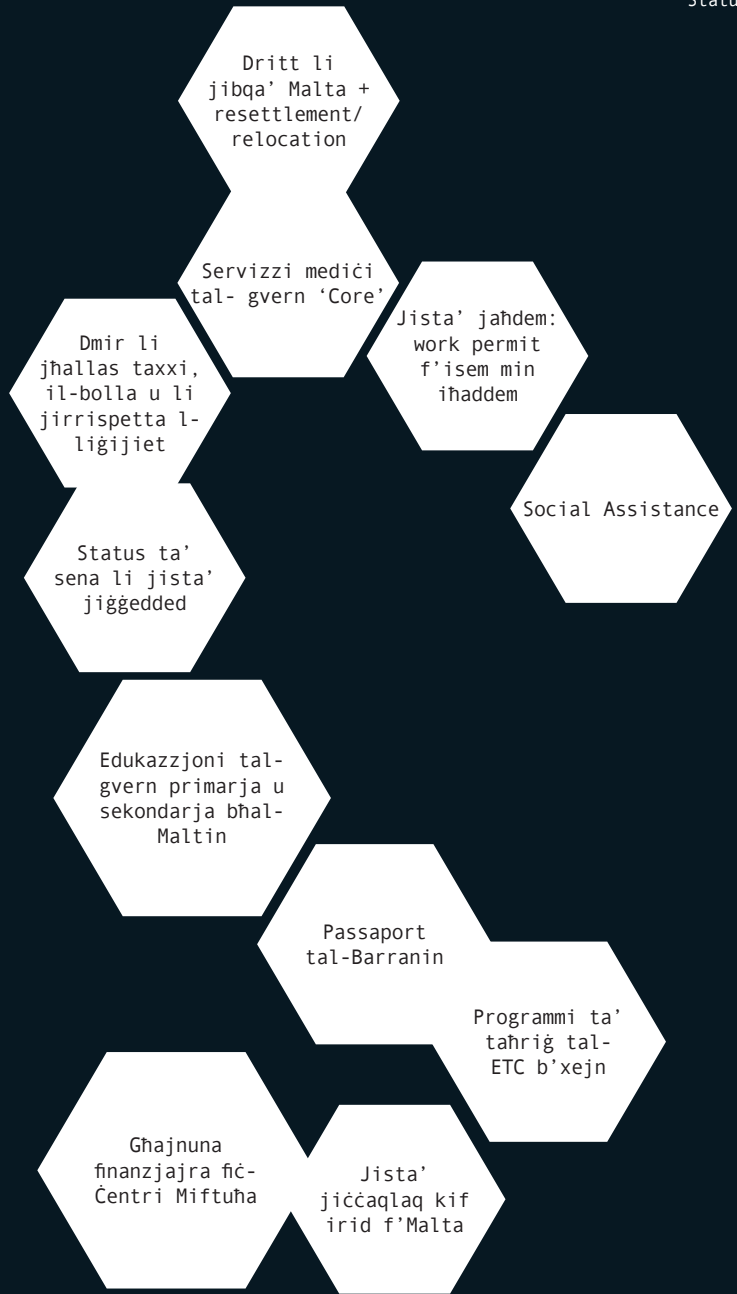 Statu
Dritt li
jibqa’ Malta +
resettlement/
relocation
Servizzi mediċi
tal- gvern ‘Core’
Jista’ jaħdem:
work permit
f’isem min
iħaddem
Dmir li
jħallas taxxi,
il-bolla u li
jirrispetta l-
liġijiet
Social Assistance
Status ta’
sena li jista’
jiġġedded
Edukazzjoni tal-
gvern primarja u
sekondarja bħal-
Maltin
Passaport
tal-Barranin
Programmi ta’
taħriġ tal-
ETC b’xejn
Għajnuna
finanzjajra fiċ-
Ċentri Miftuħa
Jista’
jiċċaqlaq kif
irid f’Malta